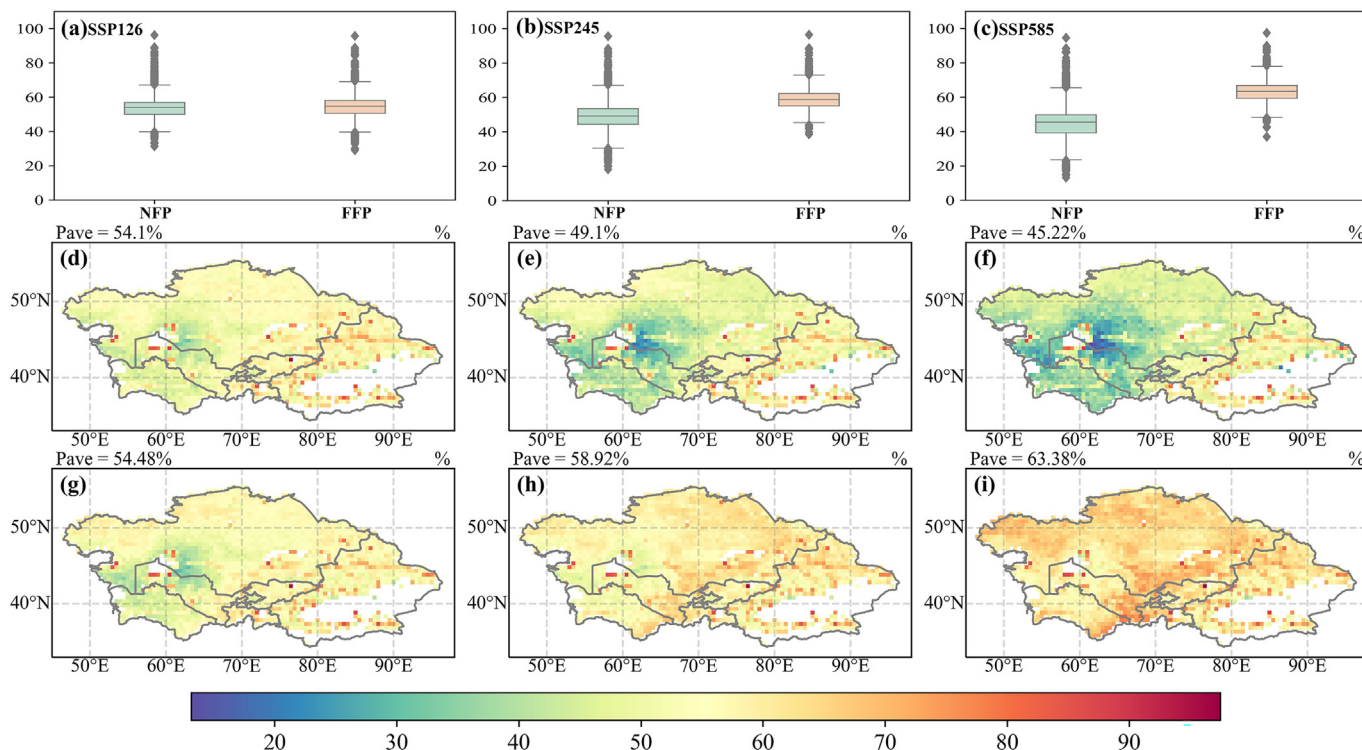 (a)SSP126
100
80
60
40
20
0
NFP FFP
(b)SSP245
100
80
60
40
20
0
NFP FFP
(c)SSP585
100
80
60
40
20
0
NFP FFP
Pave = 54.1% %
(d)
50°N
40°N
50°E 60°E 70°E 80°E 90°E
Pave = 49.1% %
(e)
50°E 60°E 70°E 80°E 90°E
Pave = 45.22% %
(f)
50°E 60°E 70°E 80°E 90°E
Pave = 54.48% %
(g)
50°N
40°N
50°E 60°E 70°E 80°E 90°E
Pave = 58.92% %
(h)
50°N
40°N
50°E 60°E 70°E 80°E 90°E
Pave = 63.38% %
(i)
50°N
40°N
50°E 60°E 70°E 80°E 90°E
20 30 40 50 60 70 80 90